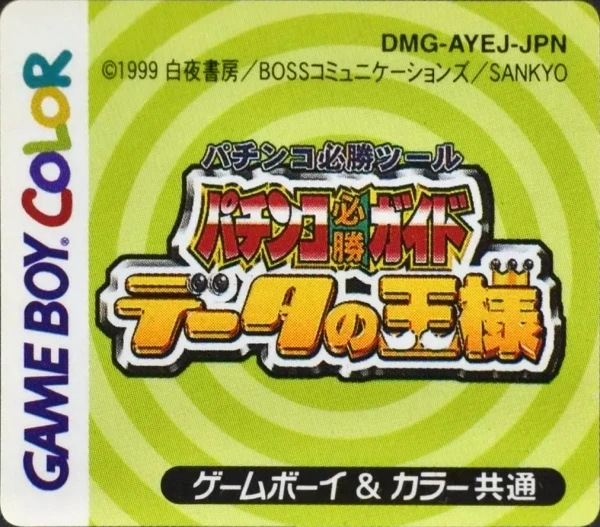 DMG-AYEJ-JPN
©1999 白夜書房／BOSSコミュニケーションズ／SANKYO
GAME BOY® COLOR
パチンコ必勝ツール
パチンコ必勝ガイド
データの王様
ゲームボーイ & カラー共通